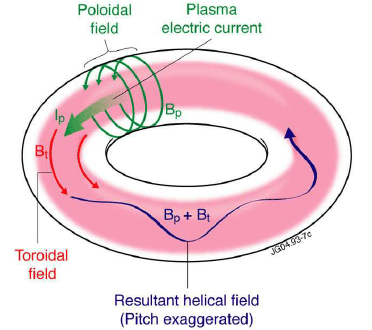 Poloidal
field
Plasma
electric current
Ip
Bp
Bt
Bp + Bt
Toroidal
field
JG04.93-7c
Resultant helical field
(Pitch exaggerated)